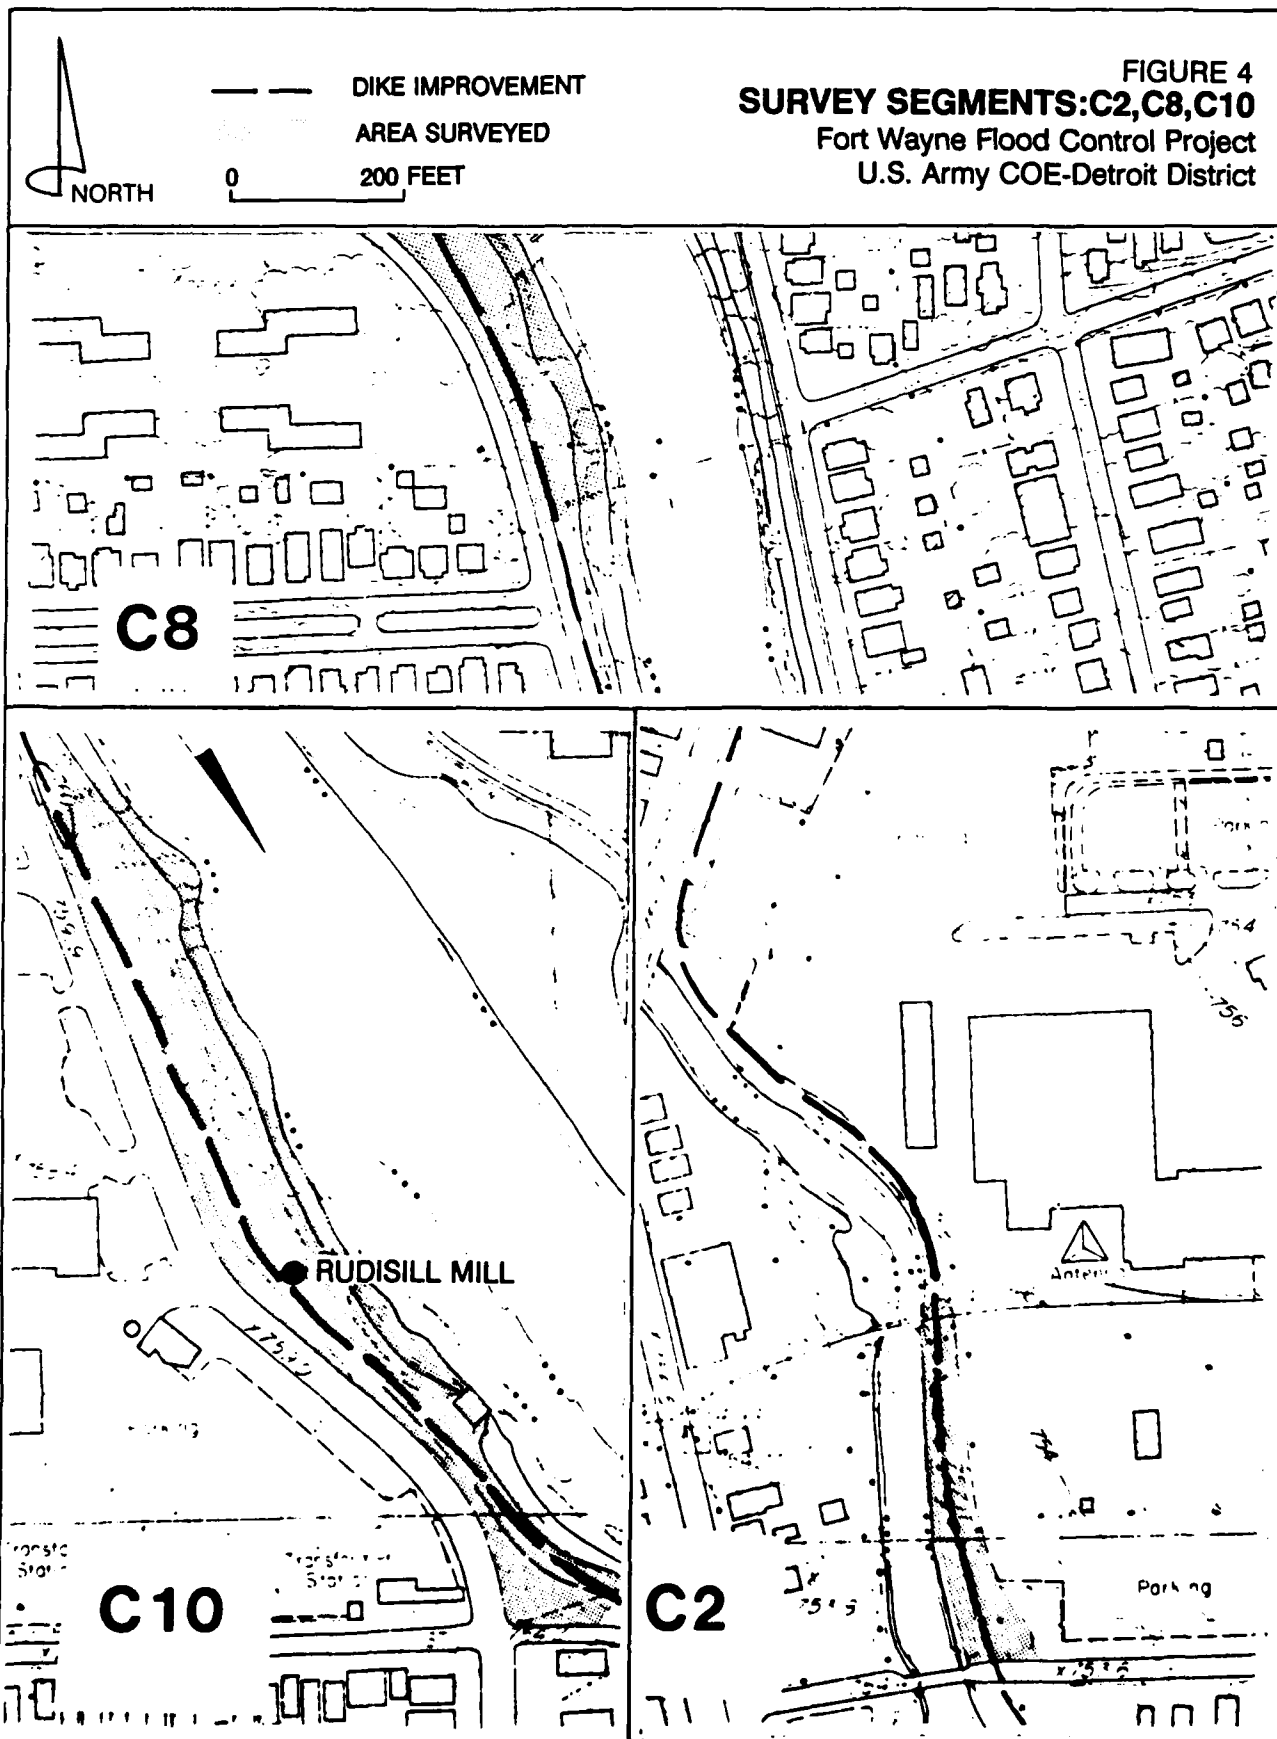 FIGURE 4
SURVEY SEGMENTS:C2,C8,C10
Fort Wayne Flood Control Project
U.S. Army COE-Detroit District
DIKE IMPROVEMENT
AREA SURVEYED
0 200 FEET
NORTH
C8
RUDISILL MILL
C10
754
756
Parking
C2